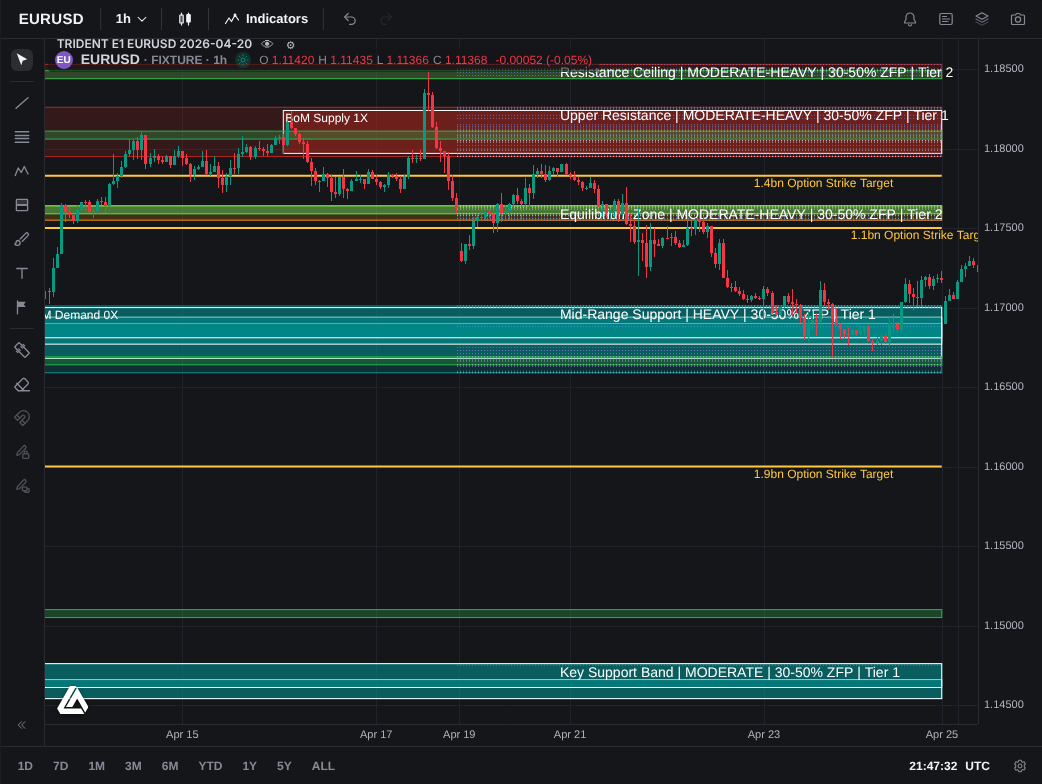 EURUSD
1h
Indicators
TRIDENT E1 EURUSD 2026-04-20
EU EURUSD · FIXTURE · 1h O 1.11420 H 1.11435 L 1.11366 C 1.11368 -0.00052 (-0.05%)
Resistance Ceiling | MODERATE-HEAVY | 30-50% ZFP | Tier 2
1.18500
BoM Supply 1X
Upper Resistance | MODERATE-HEAVY | 30-50% ZFP | Tier 1
1.18000
1.4bn Option Strike Target
Equilibrium Zone | MODERATE-HEAVY | 30-50% ZFP | Tier 2
1.17500
1.1bn Option Strike Targ
1.17000
M Demand 0X
Mid-Range Support | HEAVY | 30-50% ZFP | Tier 1
1.16500
1.16000
1.9bn Option Strike Target
1.15500
1.15000
Key Support Band | MODERATE | 30-50% ZFP | Tier 1
1.14500
Apr 15
Apr 17
Apr 19
Apr 21
Apr 23
Apr 25
1D
7D
1M
3M
6M
YTD
1Y
5Y
ALL
21:47:32 UTC